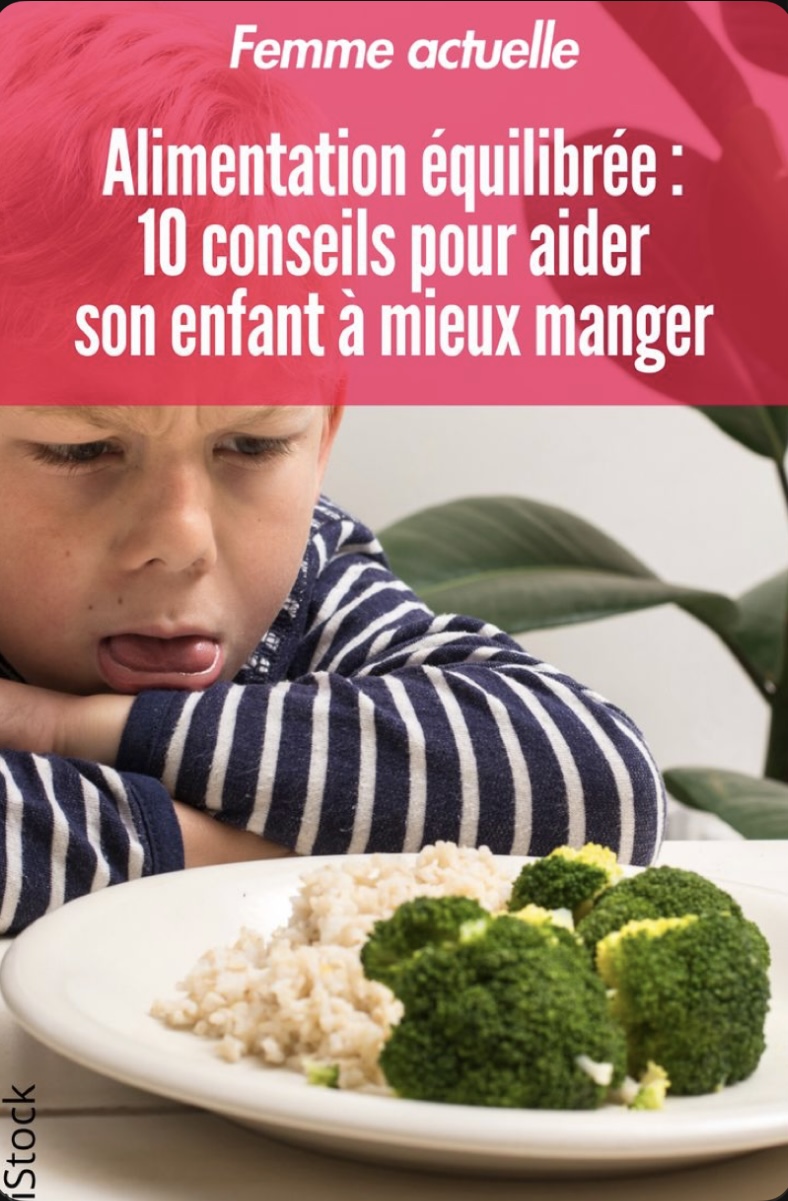 Femme actuelle
Alimentation équilibrée :
10 conseils pour aider
son enfant à mieux manger
iStock